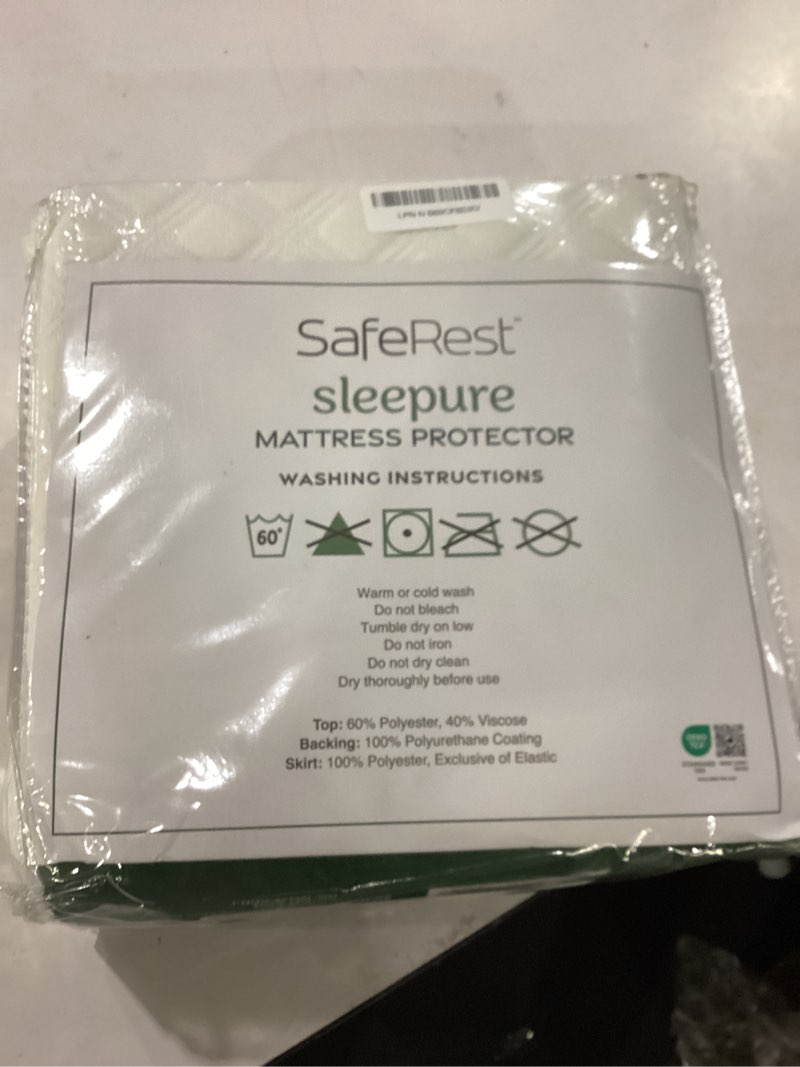 SafeRest™
sleepure
MATTRESS PROTECTOR
WASHING INSTRUCTIONS
60°
Warm or cold wash
Do not bleach
Tumble dry on low
Do not iron
Do not dry clean
Dry thoroughly before use
Top: 60% Polyester, 40% Viscose
Backing: 100% Polyurethane Coating
Skirt: 100% Polyester, Exclusive of Elastic